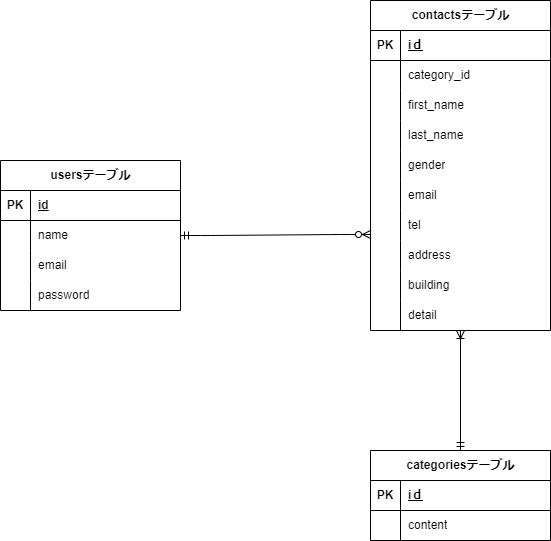 contactsテーブル
PK id
category_id
first_name
last_name
gender
email
tel
address
building
detail
usersテーブル
PK id
name
email
password
categoriesテーブル
PK id
content